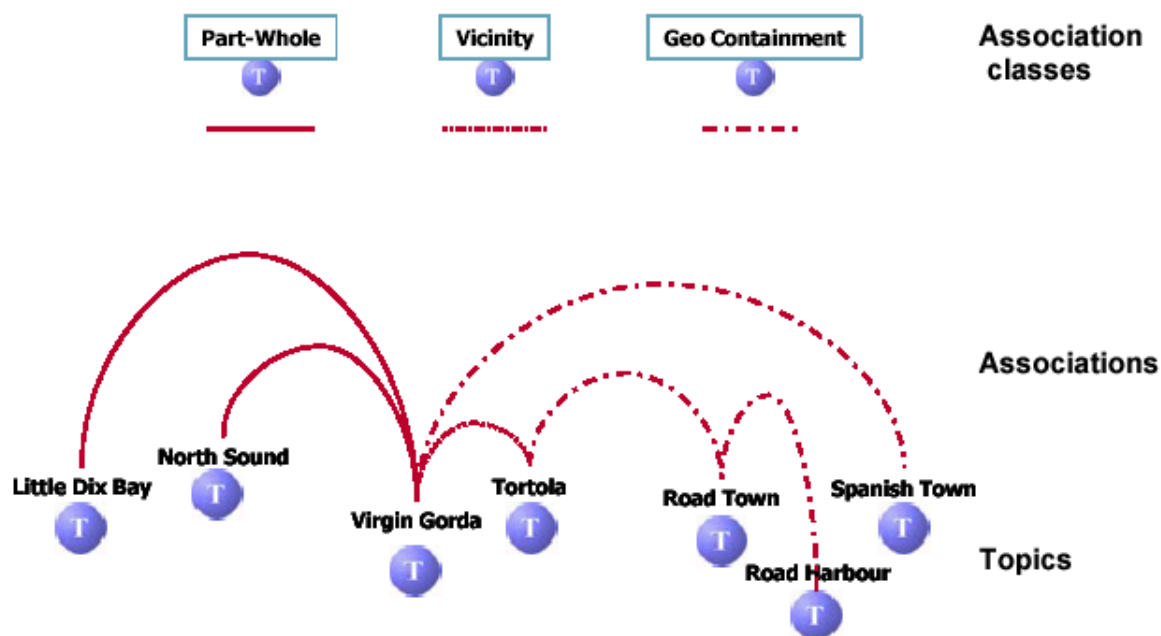 Part-Whole
Vicinity
Geo Containment
Association
classes
T
T
T
Associations
North Sound
Little Dix Bay
Tortola
Spanish Town
Road Town
Virgin Gorda
T
T
T
T
T
T
Topics
Road Harbour
T